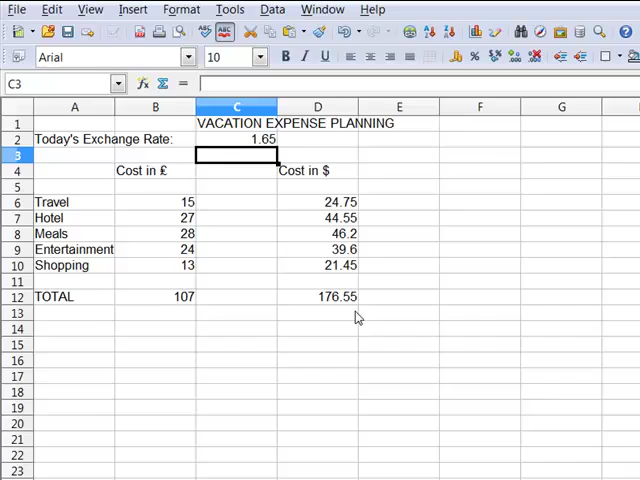 File Edit View Insert Format Tools Data Window Help
Arial 10 B I U
C3
A B C D E F G
1 VACATION EXPENSE PLANNING
2 Today's Exchange Rate: 1.65
3
4 Cost in £ Cost in $
5
6 Travel 15 24.75
7 Hotel 27 44.55
8 Meals 28 46.2
9 Entertainment 24 39.6
10 Shopping 13 21.45
11
12 TOTAL 107 176.55
13
14
15
16
17
18
19
20
21
22
23